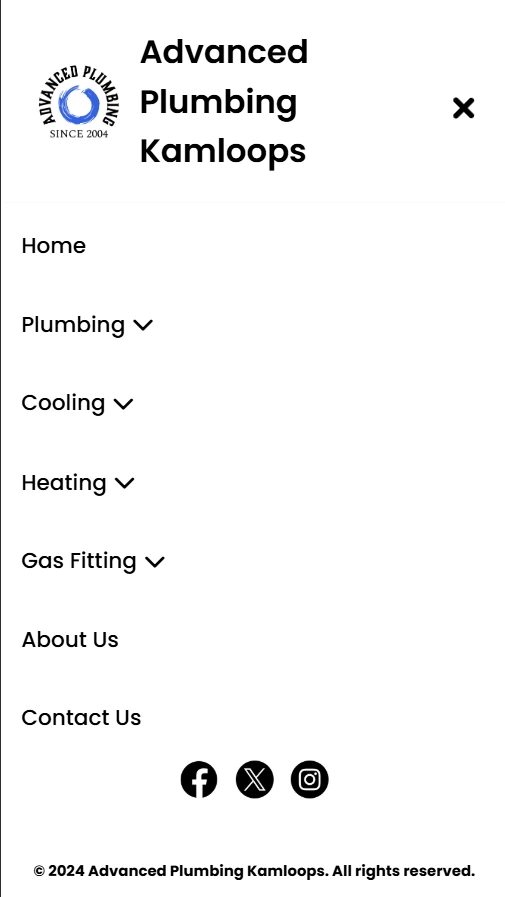 ADVANCED PLUMBING
SINCE 2004
Advanced
Plumbing
Kamloops
Home
Plumbing
Cooling
Heating
Gas Fitting
About Us
Contact Us
© 2024 Advanced Plumbing Kamloops. All rights reserved.